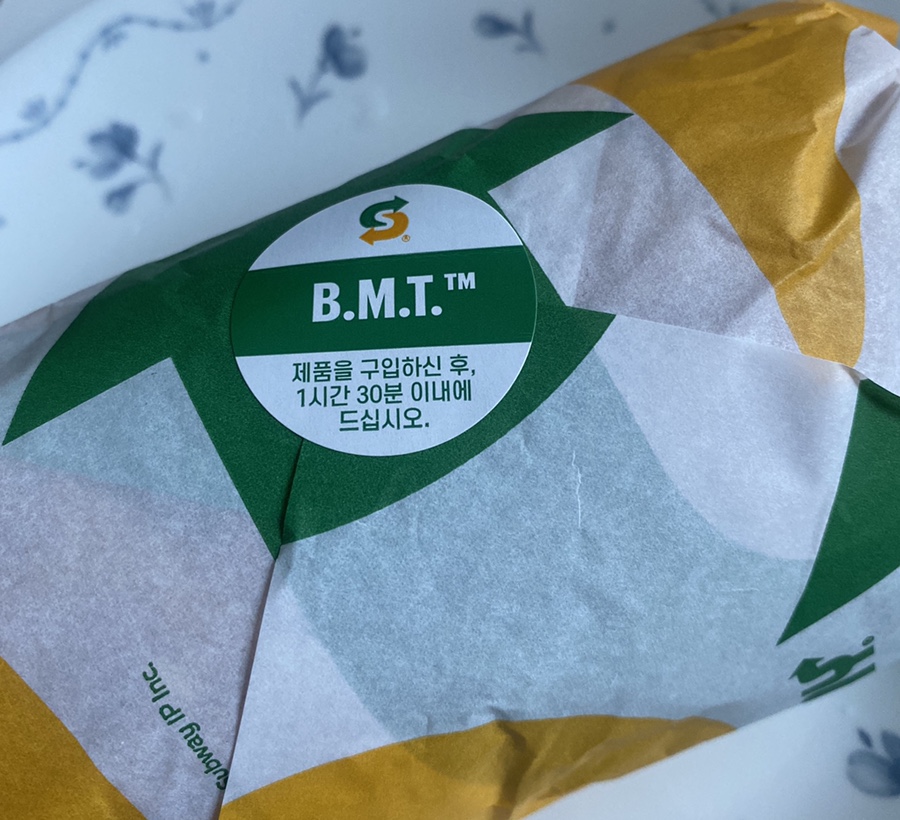 S®
B.M.T.™
제품을 구입하신 후,
1시간 30분 이내에
드십시오.
Subway IP Inc.